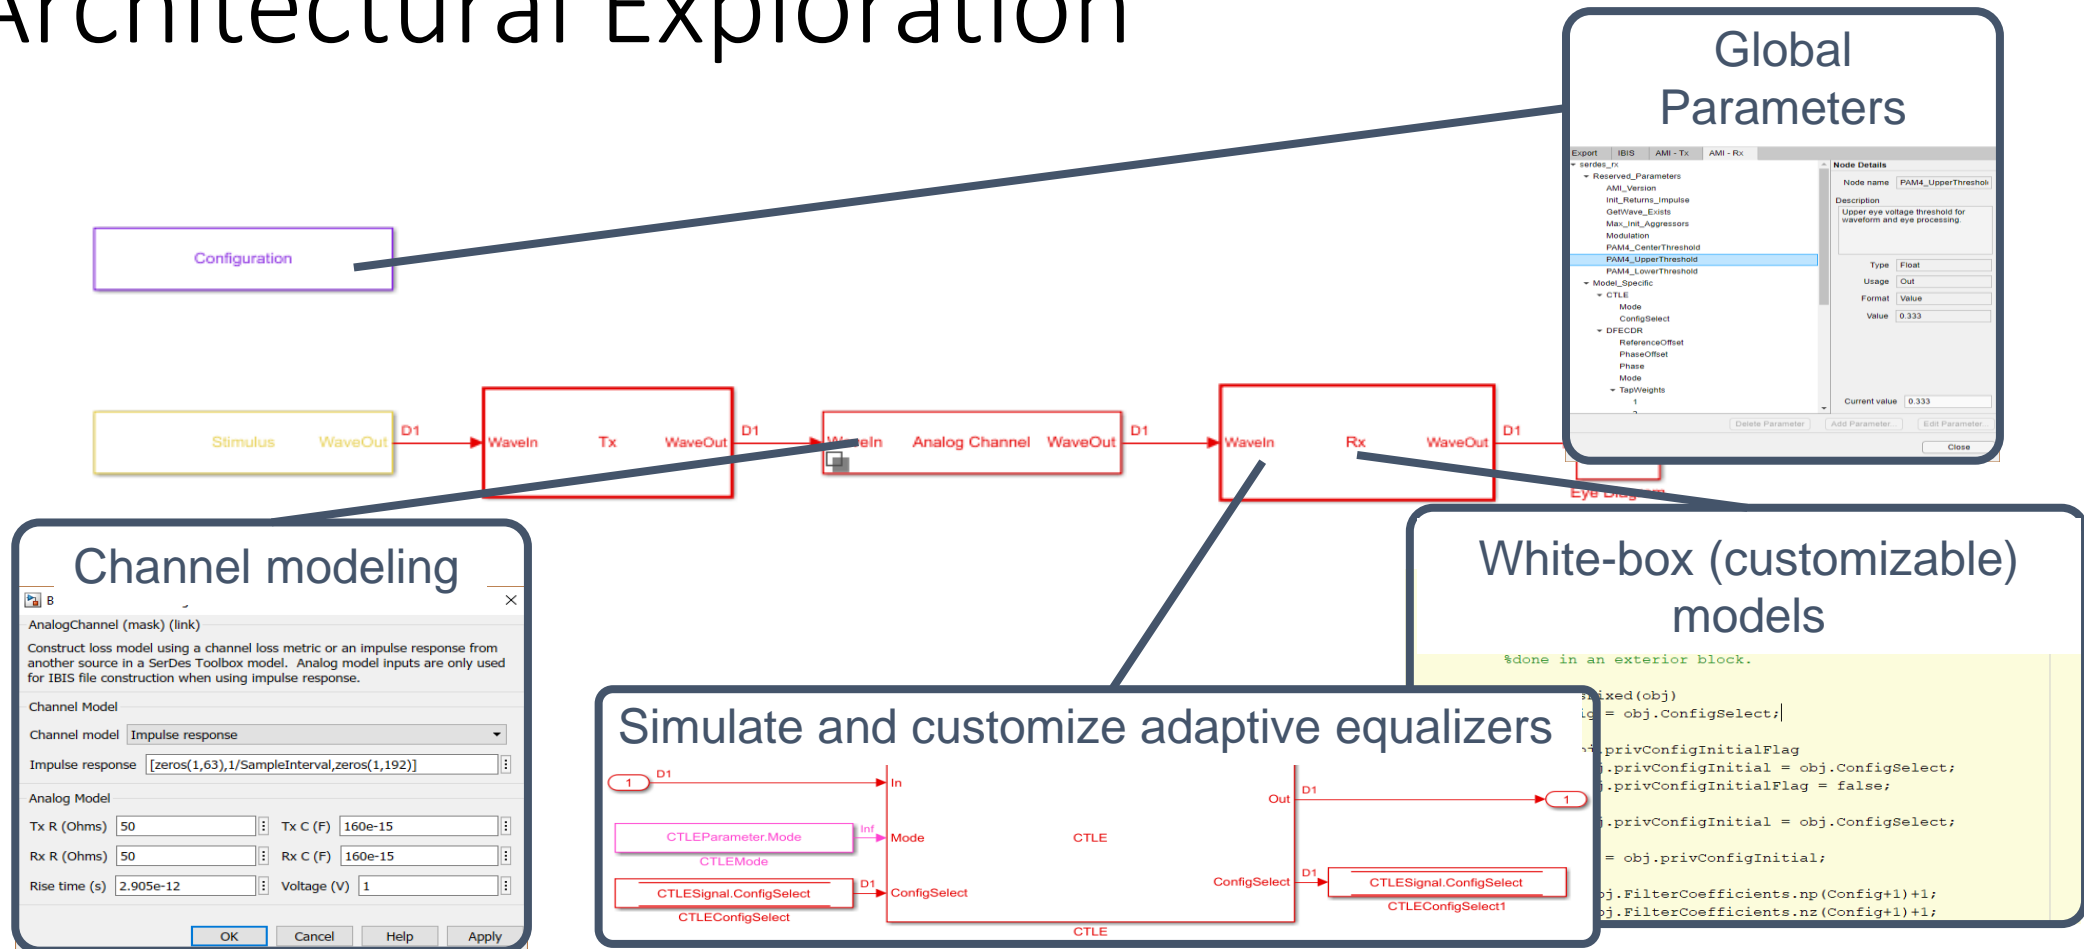 Architectural Exploration
Global
Parameters
Export IBIS AMI - Tx AMI - Rx
serdes_rx
Reserved_Parameters
AMI_Version
Init_Returns_Impulse
GetWave_Exists
Max_Init_Aggressors
Modulation
PAM4_CenterThreshold
PAM4_UpperThreshold
PAM4_LowerThreshold
Model_Specific
CTLE
Mode
ConfigSelect
DFECDR
ReferenceOffset
PhaseOffset
Phase
Mode
TapWeights
1
Node Details
Node name PAM4_UpperThreshol
Description
Upper eye voltage threshold for
waveform and eye processing.
Type Float
Usage Out
Format Value
Value 0.333
Current value 0.333
Delete Parameter Add Parameter... Edit Parameter...
Close
Configuration
Stimulus WaveOut D1 WaveIn Tx WaveOut D1 WaveIn Analog Channel WaveOut D1 WaveIn Rx WaveOut D1
Eye Diagram
Channel modeling
B
AnalogChannel (mask) (link)
Construct loss model using a channel loss metric or an impulse response from
another source in a SerDes Toolbox model. Analog model inputs are only used
for IBIS file construction when using impulse response.
Channel Model
Channel model Impulse response
Impulse response [zeros(1,63),1/SampleInterval,zeros(1,192)]
Analog Model
Tx R (Ohms) 50 Tx C (F) 160e-15
Rx R (Ohms) 50 Rx C (F) 160e-15
Rise time (s) 2.905e-12 Voltage (V) 1
OK Cancel Help Apply
Simulate and customize adaptive equalizers
1 D1 In
Out D1 1
CTLEParameter.Mode Inf Mode CTLE
CTLEMode
CTLESignal.ConfigSelect D1 ConfigSelect
CTLEConfigSelect
ConfigSelect D1 CTLESignal.ConfigSelect
CTLEConfigSelect1
CTLE
White-box (customizable)
models
%done in an exterior block.
ixed(obj)
= obj.ConfigSelect;
.privConfigInitialFlag
.privConfigInitial = obj.ConfigSelect;
.privConfigInitialFlag = false;
.privConfigInitial = obj.ConfigSelect;
= obj.privConfigInitial;
j.FilterCoefficients.np(Config+1)+1;
j.FilterCoefficients.nz(Config+1)+1;